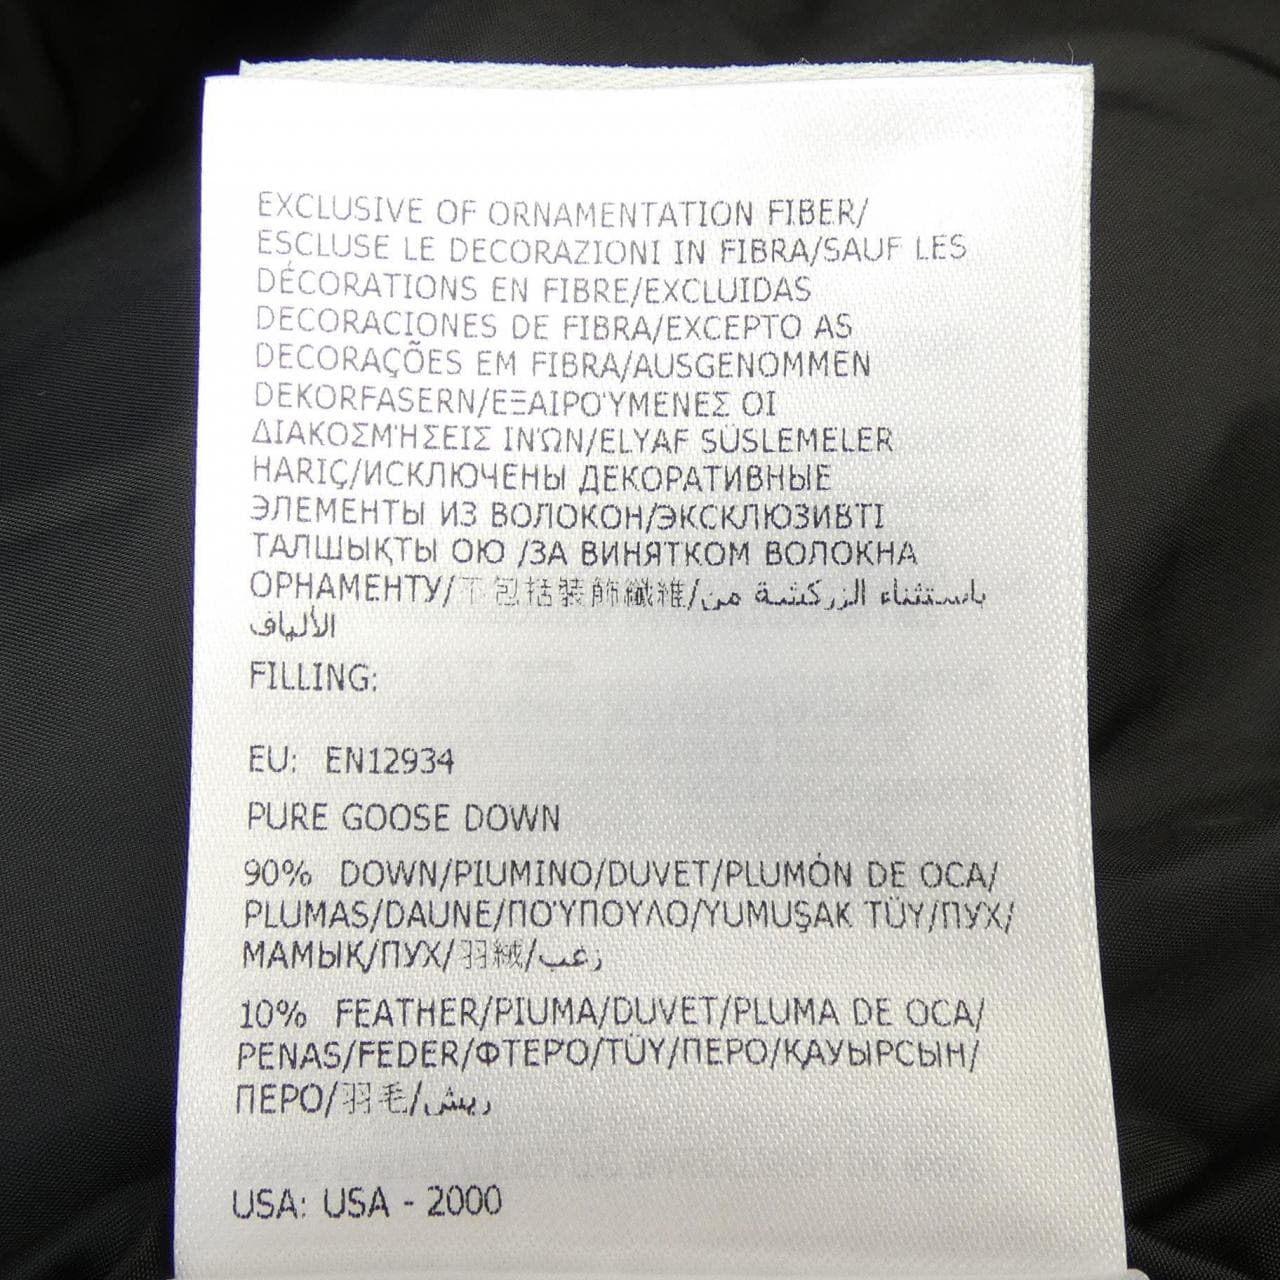 EXCLUSIVE OF ORNAMENTATION FIBER/
ESCLUSE LE DECORAZIONI IN FIBRA/SAUF LES
DÉCORATIONS EN FIBRE/EXCLUIDAS
DECORACIONES DE FIBRA/EXCEPTO AS
DECORAÇÕES EM FIBRA/AUSGENOMMEN
DEKORFASERN/ΕΞΑΙΡΟΎΜΕΝΕΣ ΟΙ
ΔΙΑΚΟΣΜΉΣΕΙΣ ΙΝΏΝ/ELYAF SÜSLEMELER
HARIÇ/ИСКЛЮЧЕНЫ ДЕКОРАТИВНЫЕ
ЭЛЕМЕНТЫ ИЗ ВОЛОКОН/ЭКСКЛЮЗИВТІ
ТАЛШЫҚТЫ ОЮ /ЗА ВИНЯТКОМ ВОЛОКНА
ОРНАМЕНТУ/不包括裝飾纖維/باستثناء الزركشة من
الألياف
FILLING:
EU: EN12934
PURE GOOSE DOWN
90% DOWN/PIUMINO/DUVET/PLUMÓN DE OCA/
PLUMAS/DAUNE/ΠΟΎΠΟΥΛΟ/YUMUŞAK TÜY/ПУХ/
МАМЫҚ/ПУХ/羽絨/زغب
10% FEATHER/PIUMA/DUVET/PLUMA DE OCA/
PENAS/FEDER/ΦΤΕΡΌ/TÜY/ПЕРО/ҚАУЫРСЫН/
ПЕРО/羽毛/ريش
USA: USA - 2000